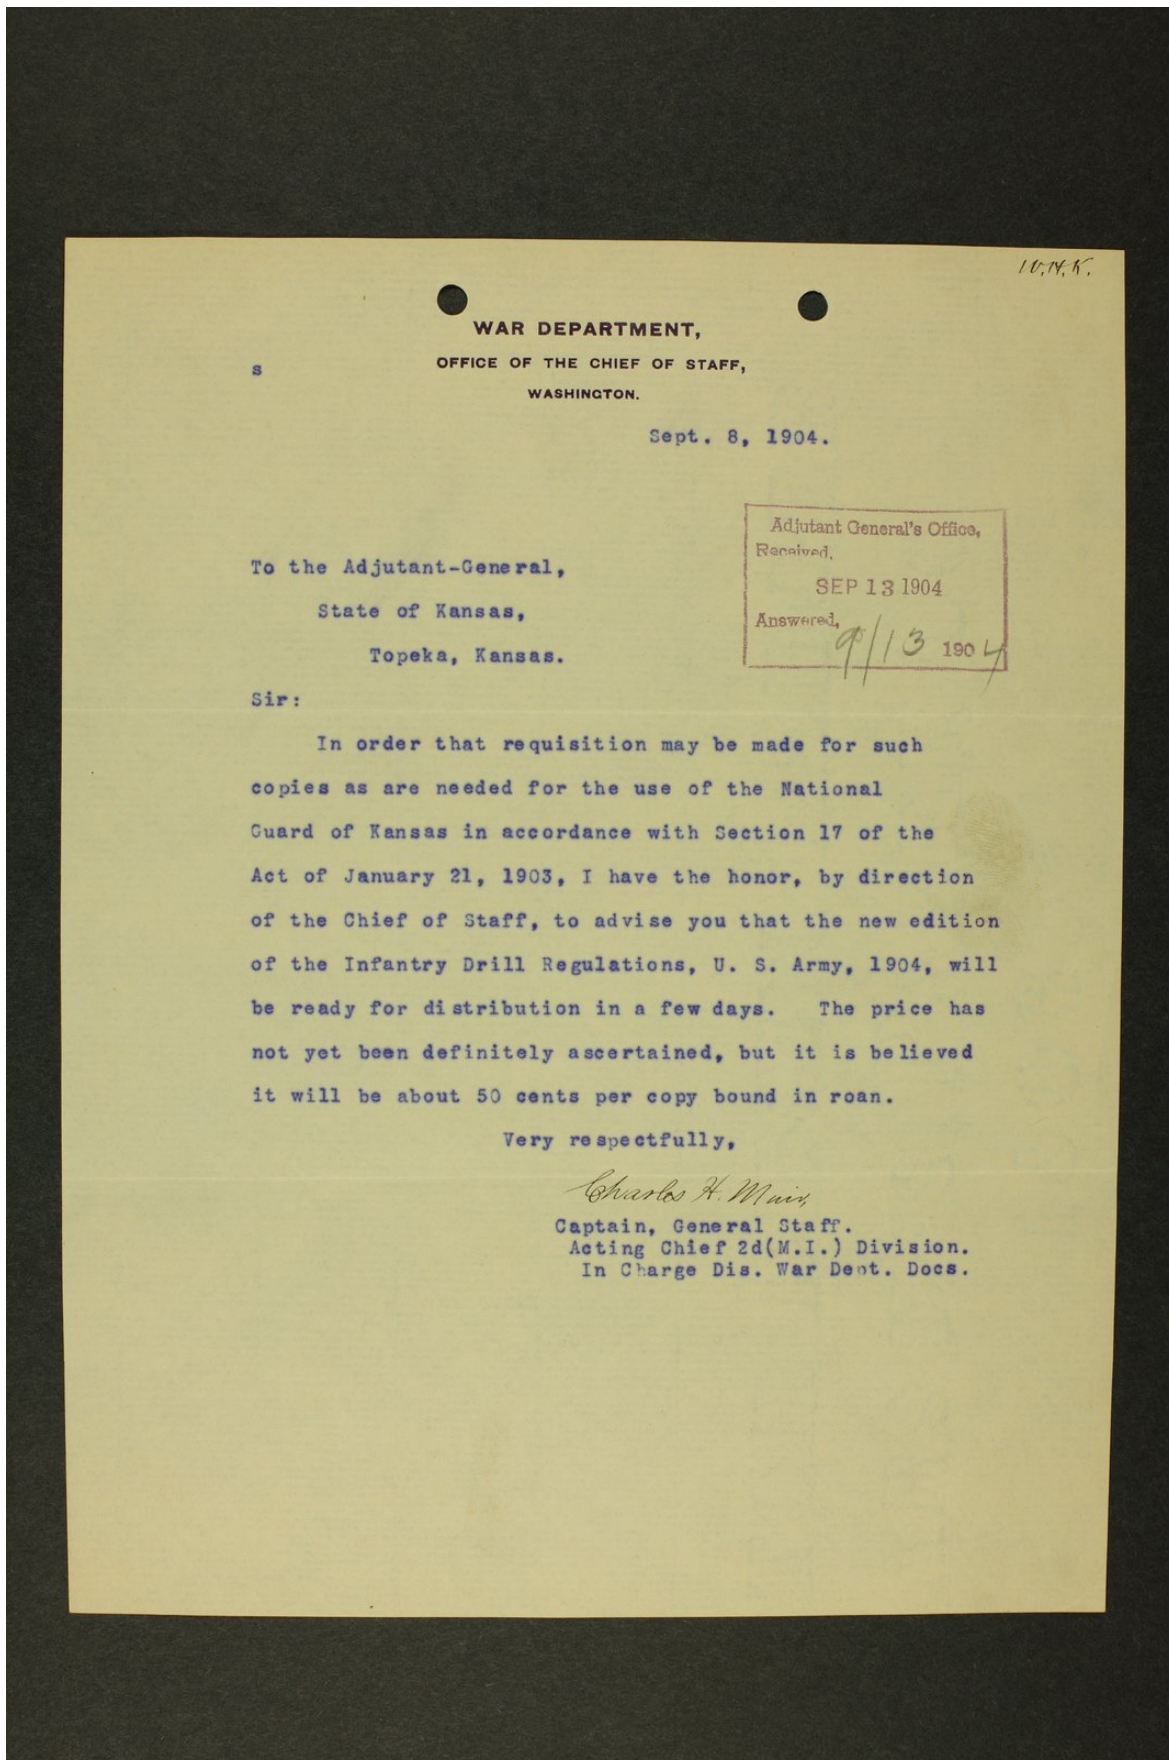 W.H.K.
WAR DEPARTMENT,
OFFICE OF THE CHIEF OF STAFF,
s
WASHINGTON.
Sept. 8, 1904.
Adjutant General's Office,
Received,
SEP 13 1904
Answered,
9/13 1904
To the Adjutant-General,
State of Kansas,
Topeka, Kansas.
Sir:
In order that requisition may be made for such
copies as are needed for the use of the National
Guard of Kansas in accordance with Section 17 of the
Act of January 21, 1903, I have the honor, by direction
of the Chief of Staff, to advise you that the new edition
of the Infantry Drill Regulations, U. S. Army, 1904, will
be ready for distribution in a few days. The price has
not yet been definitely ascertained, but it is believed
it will be about 50 cents per copy bound in roan.
Very respectfully,
Charles H. Muir,
Captain, General Staff.
Acting Chief 2d(M.I.) Division.
In Charge Dis. War Dept. Docs.